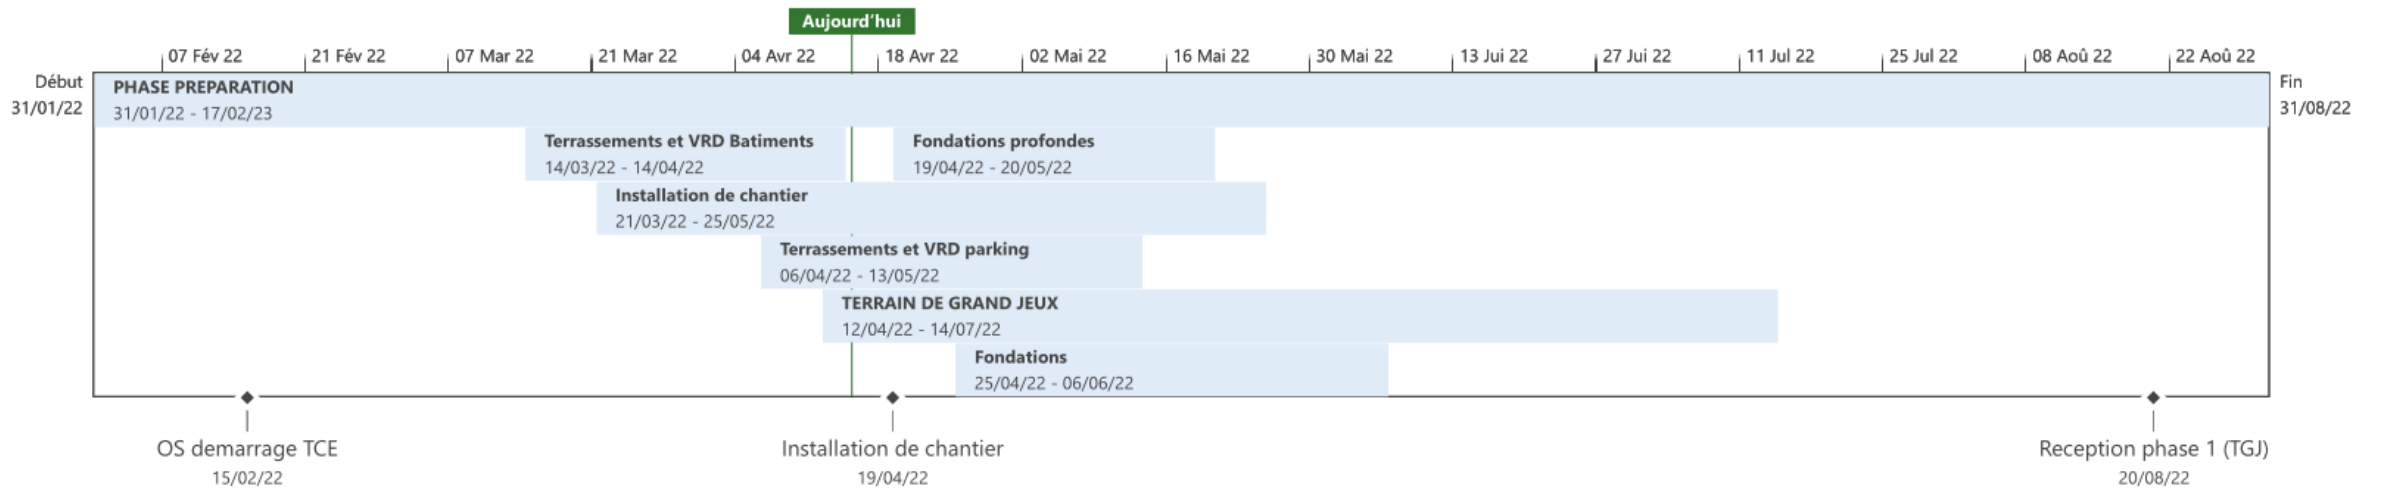 Aujourd'hui
07 Fév 22
21 Fév 22
07 Mar 22
21 Mar 22
04 Avr 22
18 Avr 22
02 Mai 22
16 Mai 22
30 Mai 22
13 Jui 22
27 Jui 22
11 Jul 22
25 Jul 22
08 Aoû 22
22 Aoû 22
Début
31/01/22
Fin
31/08/22
PHASE PREPARATION
31/01/22 - 17/02/23
Terrassements et VRD Batiments
14/03/22 - 14/04/22
Fondations profondes
19/04/22 - 20/05/22
Installation de chantier
21/03/22 - 25/05/22
Terrassements et VRD parking
06/04/22 - 13/05/22
TERRAIN DE GRAND JEUX
12/04/22 - 14/07/22
Fondations
25/04/22 - 06/06/22
OS demarrage TCE
15/02/22
Installation de chantier
19/04/22
Reception phase 1 (TGJ)
20/08/22